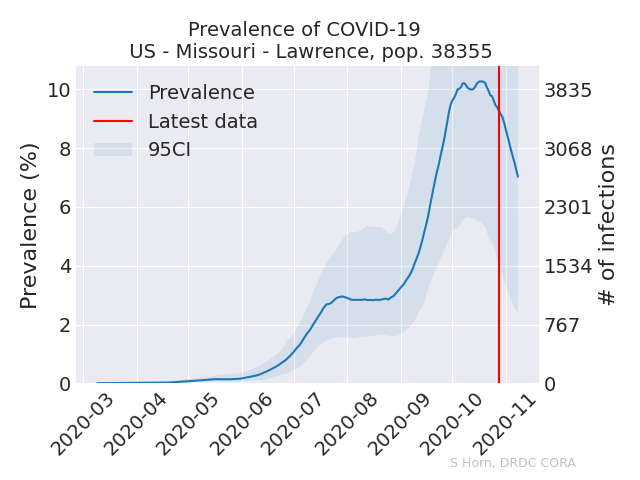 Prevalence of COVID-19
US - Missouri - Lawrence, pop. 38355
Prevalence
Latest data
95CI
Prevalence (%)
10
8
6
4
2
0
3835
3068
2301
1534
767
0
# of infections
2020-03
2020-04
2020-05
2020-06
2020-07
2020-08
2020-09
2020-10
2020-11
S Horn, DRDC CORA